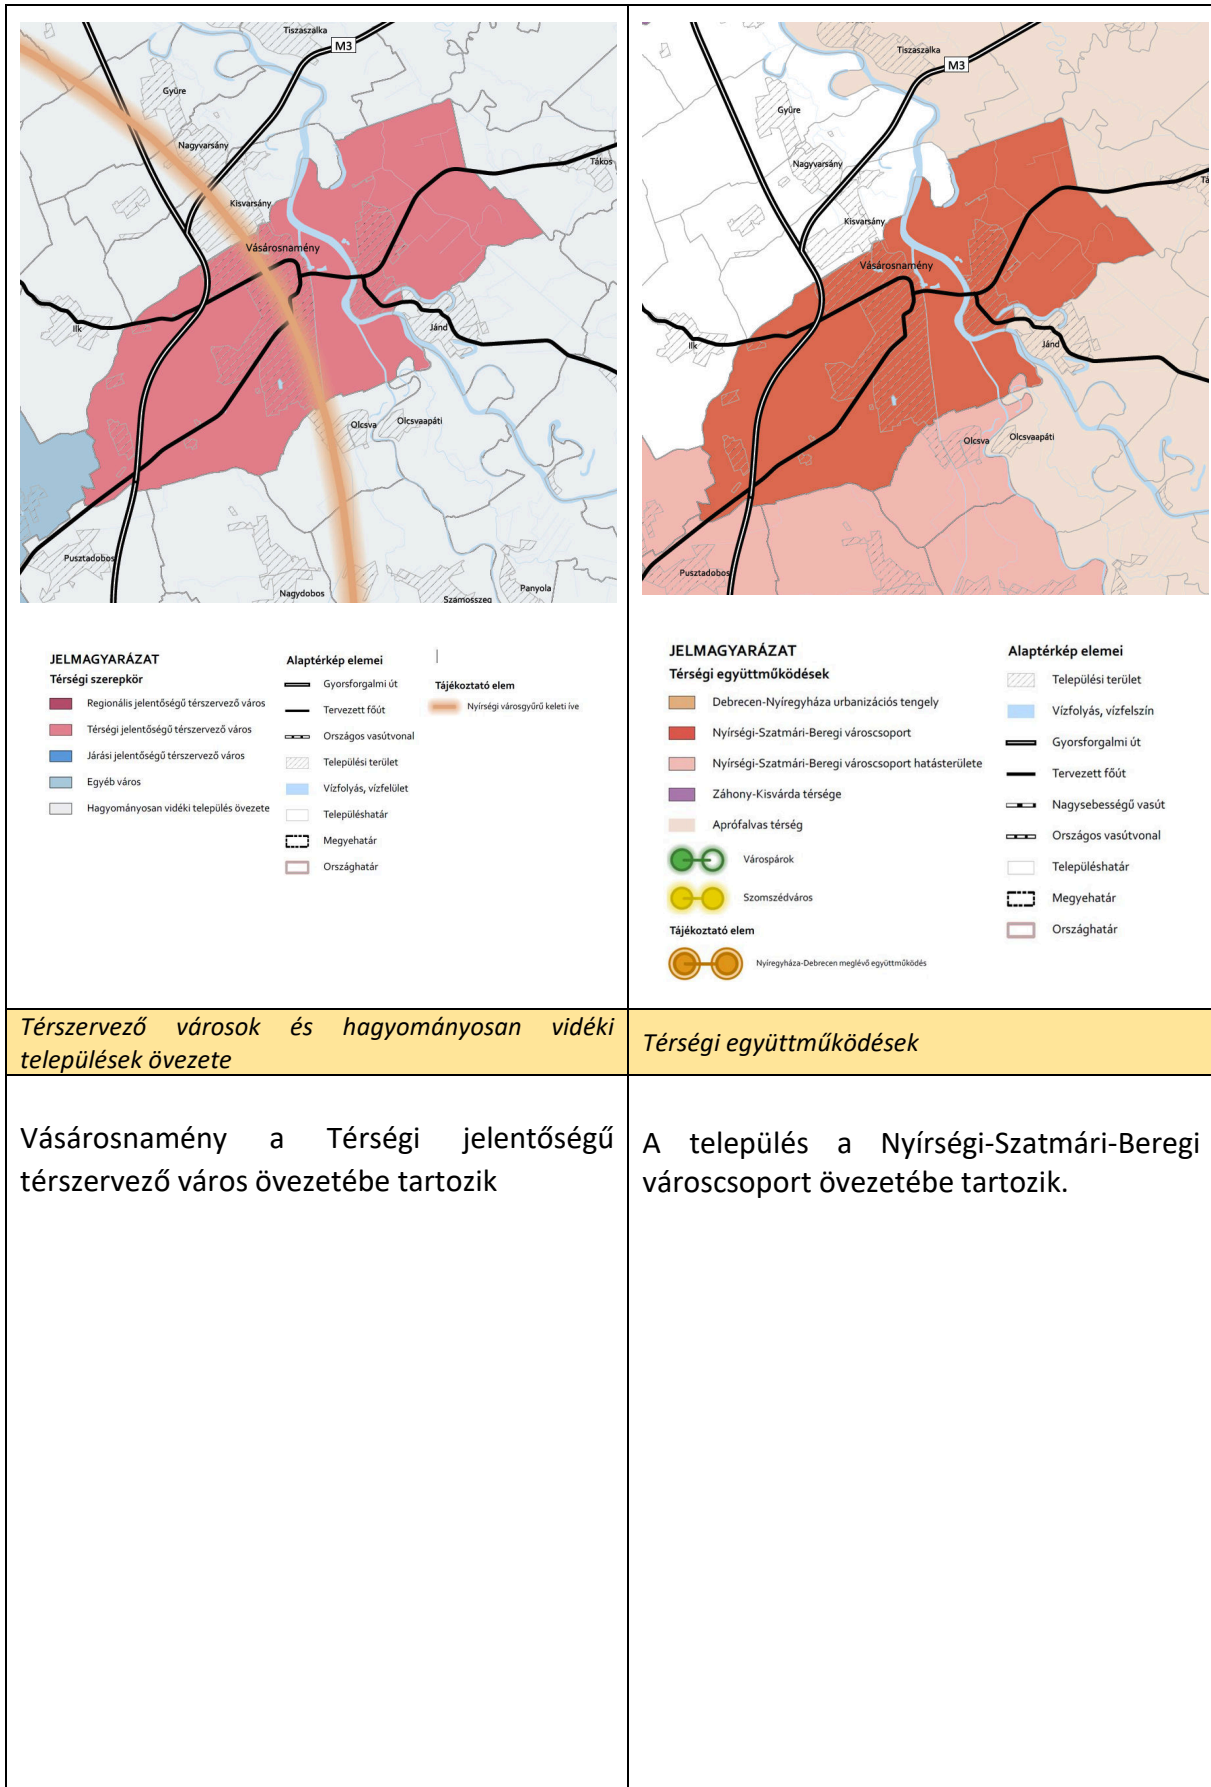 Tiszaszalka
M3
Gyüre
Nagyvarsány
Tákos
Kisvarsány
Vásárosnamény
Ilk
Jánd
Olcsva
Olcsvaapáti
Pusztadobos
Nagydobos
Szamosszeg
Panyola
JELMAGYARÁZAT
Térségi szerepkör
Regionális jelentőségű térszervező város
Térségi jelentőségű térszervező város
Járási jelentőségű térszervező város
Egyéb város
Hagyományosan vidéki település övezete
Alaptérkép elemei
Gyorsforgalmi út
Tervezett főút
Országos vasútvonal
Települési terület
Vízfolyás, vízfelület
Településhatár
Megyehatár
Országhatár
Tájékoztató elem
Nyírségi városgyűrű keleti íve
Tiszaszalka
M3
Gyüre
Nagyvarsány
Tá
Kisvarsány
Vásárosnamény
Ilk
Jánd
Olcsva
Olcsvaapáti
Pusztadobos
JELMAGYARÁZAT
Térségi együttműködések
Debrecen-Nyíregyháza urbanizációs tengely
Nyírségi-Szatmári-Beregi városcsoport
Nyírségi-Szatmári-Beregi városcsoport hatásterülete
Záhony-Kisvárda térsége
Aprófalvas térség
Várospárok
Szomszédváros
Tájékoztató elem
Nyíregyháza-Debrecen meglévő együttműködés
Alaptérkép elemei
Települési terület
Vízfolyás, vízfelszín
Gyorsforgalmi út
Tervezett főút
Nagysebességű vasút
Országos vasútvonal
Településhatár
Megyehatár
Országhatár
Térszervező városok és hagyományosan vidéki
települések övezete
Térségi együttműködések
Vásárosnamény a Térségi jelentőségű
térszervező város övezetébe tartozik
A település a Nyírségi-Szatmári-Beregi
városcsoport övezetébe tartozik.